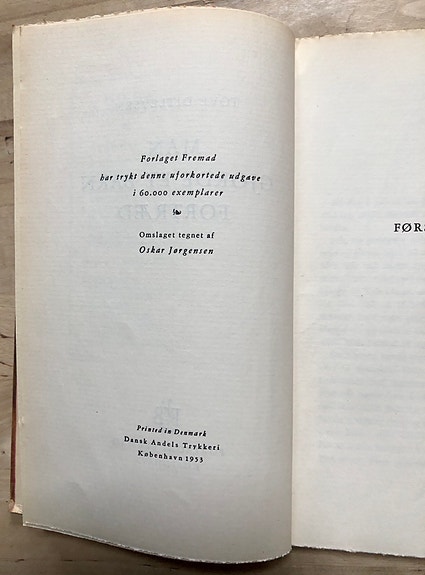 Forlaget Fremad
har trykt denne uforkortede udgave
i 60.000 exemplarer
Omslaget tegnet af
Oskar Jørgensen
Printed in Denmark
Dansk Andels Trykkeri
København 1953
FØRS